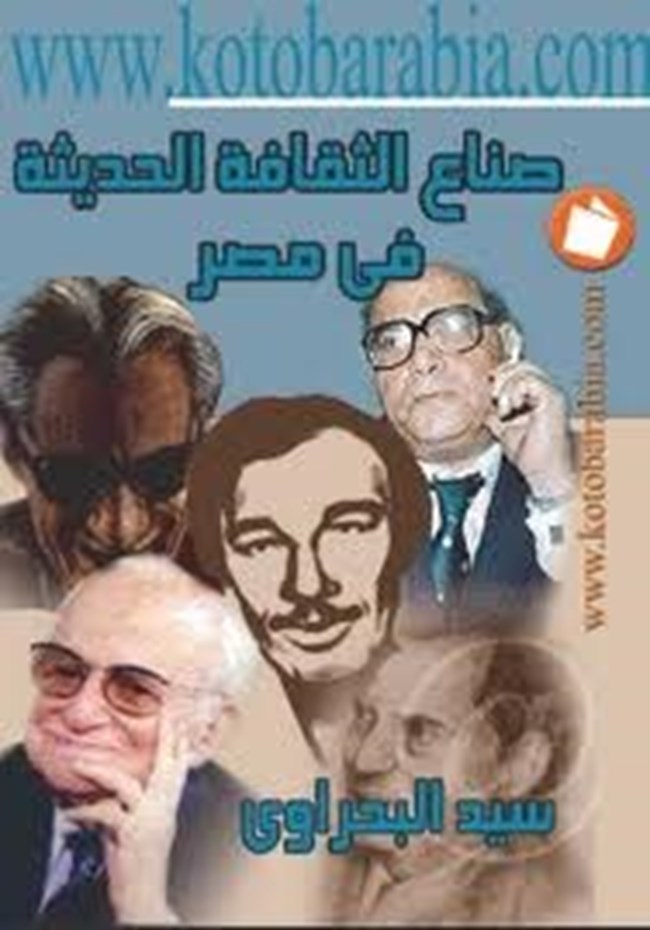 www.kotobarabia.com
صناع الثقافة الحديثة
فى مصر
www.kotobarabia.com
سيد البحراوى